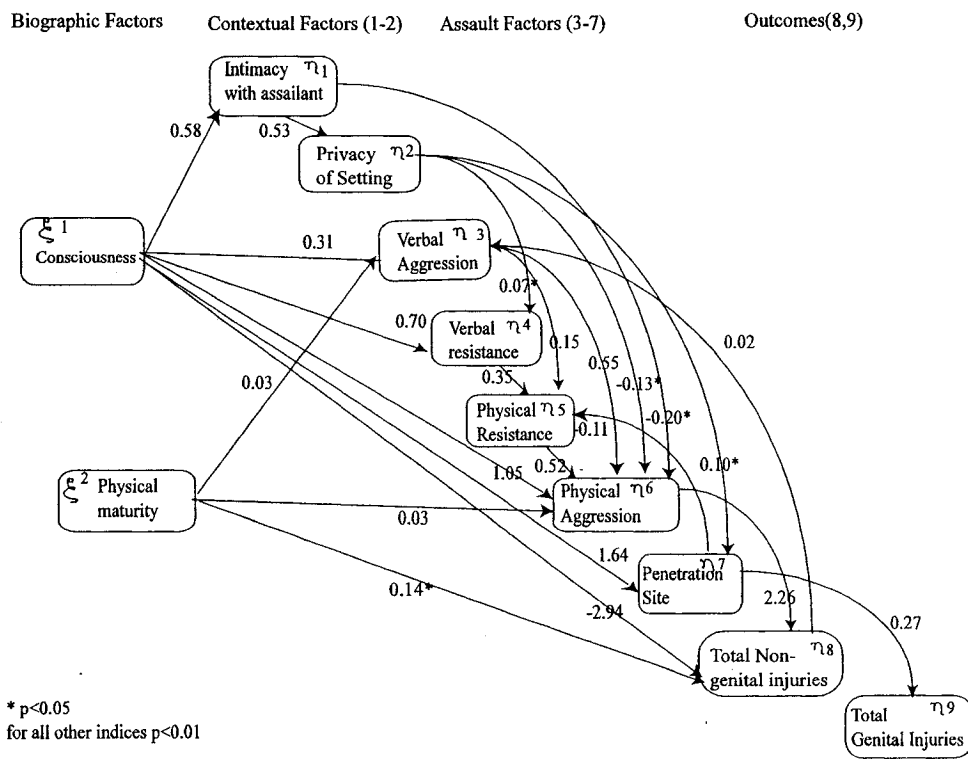 Biographic Factors
Contextual Factors (1-2)
Assault Factors (3-7)
Outcomes(8,9)
Intimacy η1
with assailant
0.58
0.53
Privacy η2
of Setting
ξ 1
Consciousness
0.31
Verbal η 3
Aggression
0.07*
0.70
Verbal η4
resistance
0.15
0.55
0.02
0.03
0.35
-0.13*
-0.20*
Physical η5
Resistance
-0.11
0.10*
ξ 2 Physical
maturity
1.05
0.52
Physical η6
Aggression
0.03
1.64
η7
Penetration
Site
0.14*
-2.94
2.26
0.27
Total Non- η8
genital injuries
* p<0.05
for all other indices p<0.01
Total η9
Genital Injuries